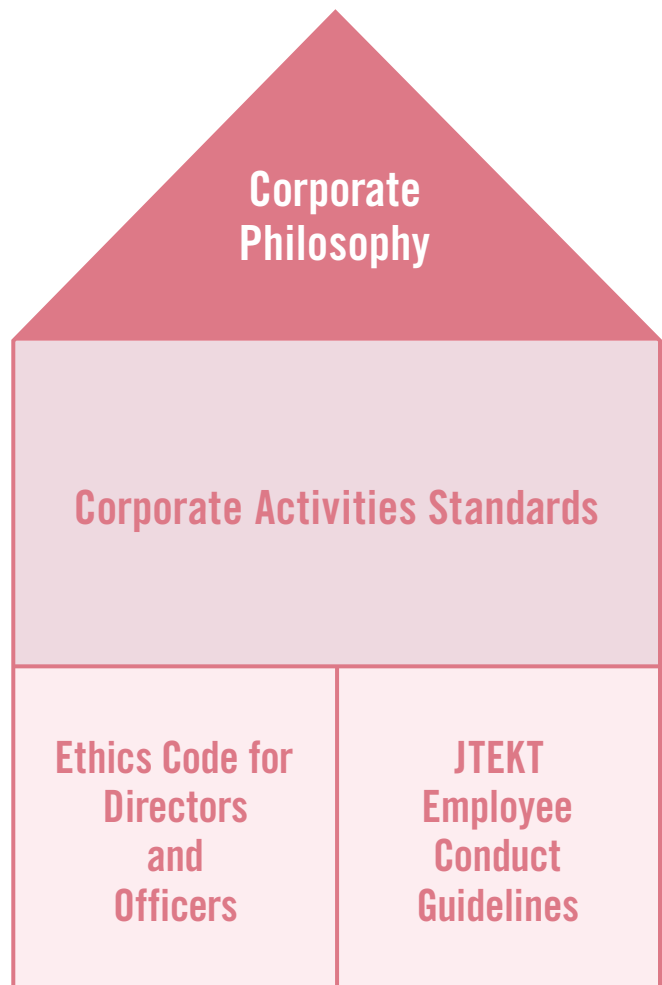 Corporate
Philosophy
Corporate Activities Standards
Ethics Code for
Directors
and
Officers
JTEKT
Employee
Conduct
Guidelines